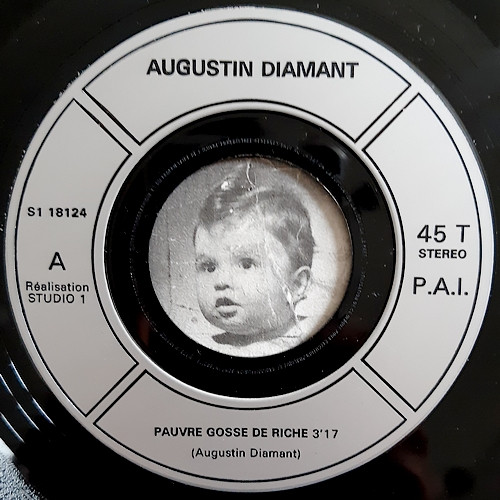 AUGUSTIN DIAMANT
S1 18124
A
Réalisation
STUDIO 1
45 T
STEREO
P.A.I.
PAUVRE GOSSE DE RICHE 3'17
(Augustin Diamant)